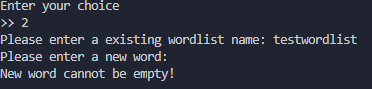 Enter your choice
>> 2
Please enter a existing wordlist name: testwordlist
Please enter a new word:
New word cannot be empty!